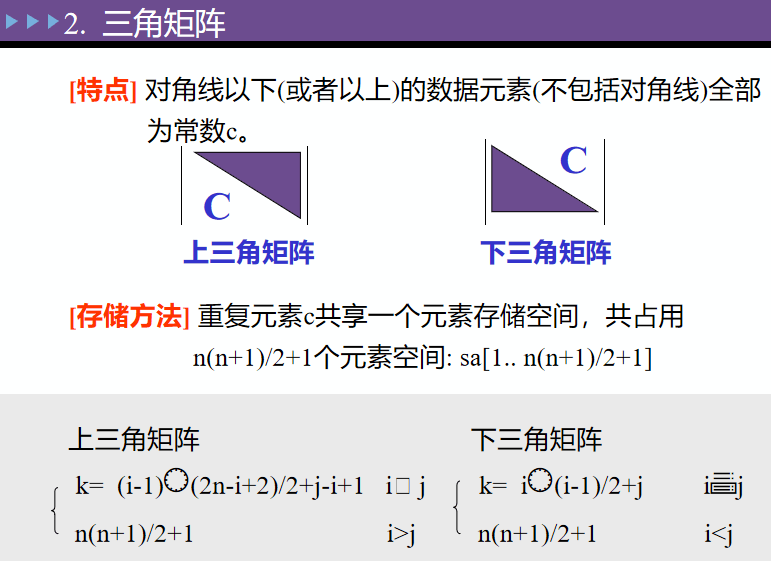 2. 三角矩阵
[特点] 对角线以下(或者以上)的数据元素(不包括对角线)全部
为常数c。
C
C
上三角矩阵 下三角矩阵
[存储方法] 重复元素c共享一个元素存储空间，共占用
n(n+1)/2+1个元素空间: sa[1.. n(n+1)/2+1]
上三角矩阵 下三角矩阵
k= (i-1)(2n-i+2)/2+j-i+1 i□ j k= i(i-1)/2+j i j
n(n+1)/2+1 i>j n(n+1)/2+1 i<j